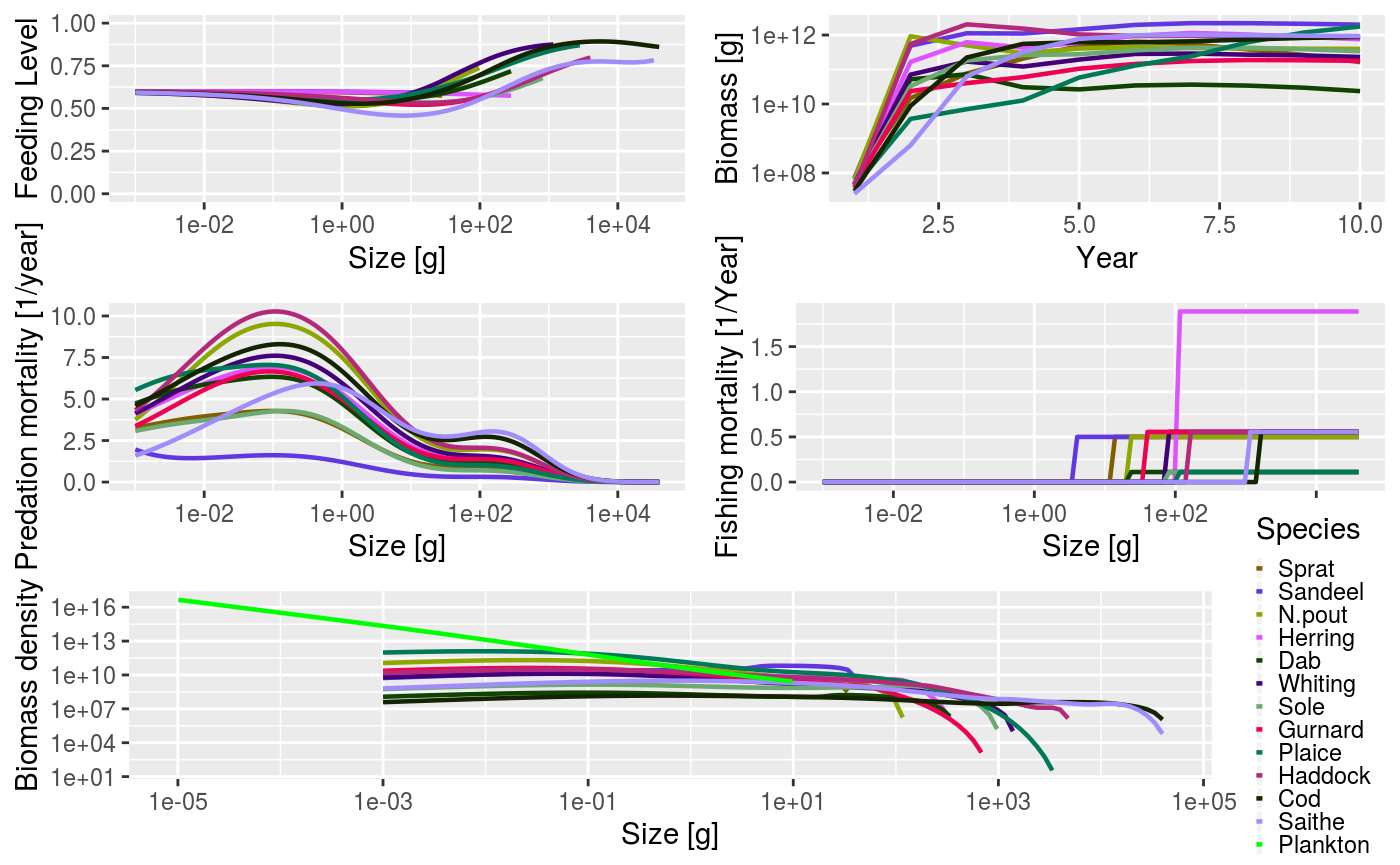 Feeding Level
1.00
0.75
0.50
0.25
0.00
1e-02 1e+00 1e+02 1e+04
Size [g]
Biomass [g]
1e+12
1e+10
1e+08
2.5 5.0 7.5 10.0
Year
Predation mortality [1/year]
10.0
7.5
5.0
2.5
0.0
1e-02 1e+00 1e+02 1e+04
Size [g]
Fishing mortality [1/Year]
1.5
1.0
0.5
0.0
1e-02 1e+00 1e+02
Size [g]
Biomass density
1e+16
1e+13
1e+10
1e+07
1e+04
1e+01
1e-05 1e-03 1e-01 1e+01 1e+03 1e+05
Size [g]
Species
Sprat
Sandeel
N.pout
Herring
Dab
Whiting
Sole
Gurnard
Plaice
Haddock
Cod
Saithe
Plankton